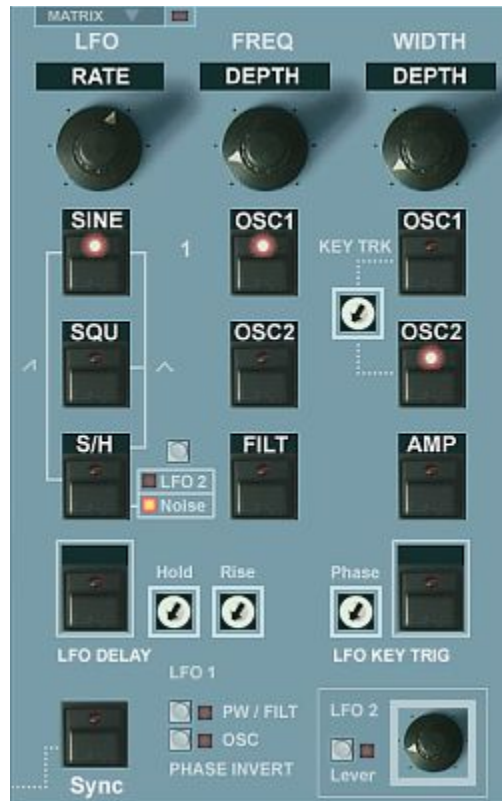 MATRIX
LFO FREQ WIDTH
RATE DEPTH DEPTH
SINE OSC1 OSC1
1 KEY TRK
SQU OSC2 OSC2
S/H FILT AMP
LFO 2
Noise
Hold Rise Phase
LFO DELAY LFO KEY TRIG
LFO 1
PW / FILT LFO 2
OSC
PHASE INVERT Lever
Sync